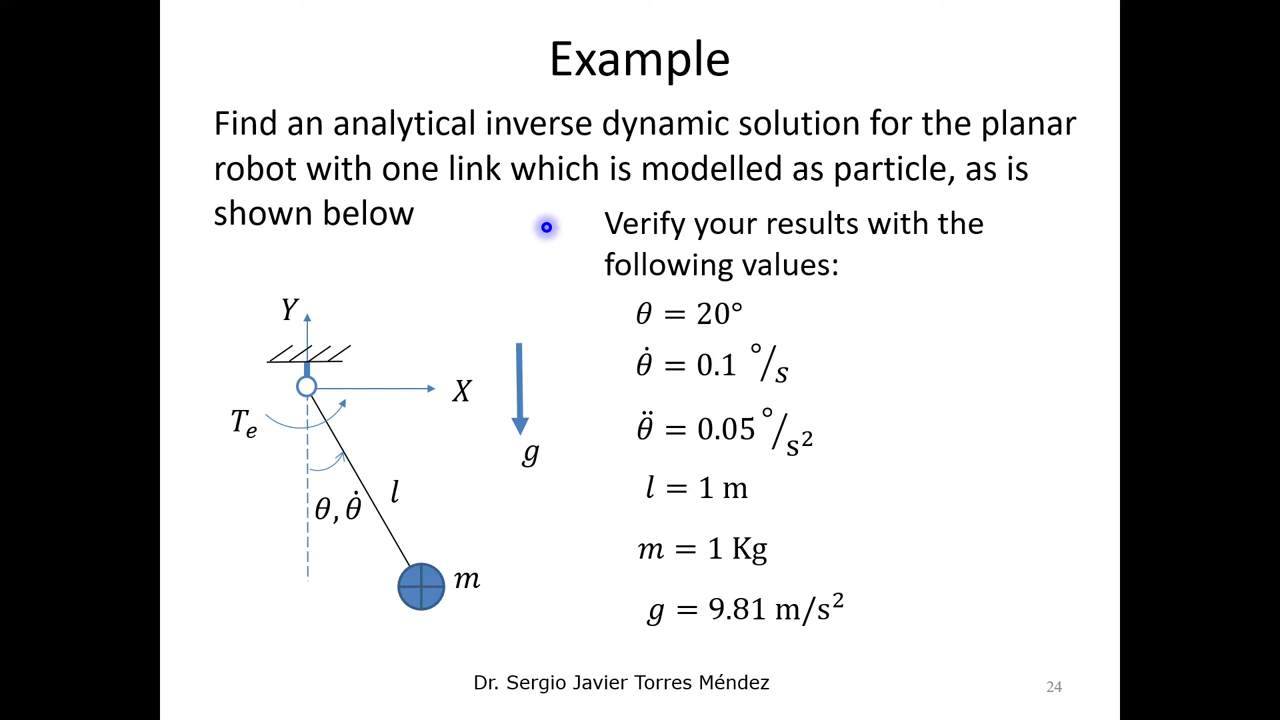 Example
Find an analytical inverse dynamic solution for the planar
robot with one link which is modelled as particle, as is
shown below
Verify your results with the
following values:
Y
X
T_e
g
θ, θ̇
l
m
θ = 20°
θ̇ = 0.1 °/s
θ̈ = 0.05 °/s²
l = 1 m
m = 1 Kg
g = 9.81 m/s²
Dr. Sergio Javier Torres Méndez
24